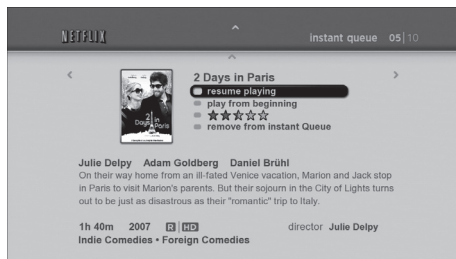 NETFLIX
instant queue 05|10
2 Days in Paris
resume playing
play from beginning
remove from instant Queue
2 Days in Paris
Julie Delpy Adam Goldberg Daniel Brühl
On their way home from an ill-fated Venice vacation, Marion and Jack stop
in Paris to visit Marion's parents. But their sojourn in the City of Lights turns
out to be just as disastrous as their "romantic" trip to Italy.
1h 40m 2007 R HD director Julie Delpy
Indie Comedies • Foreign Comedies